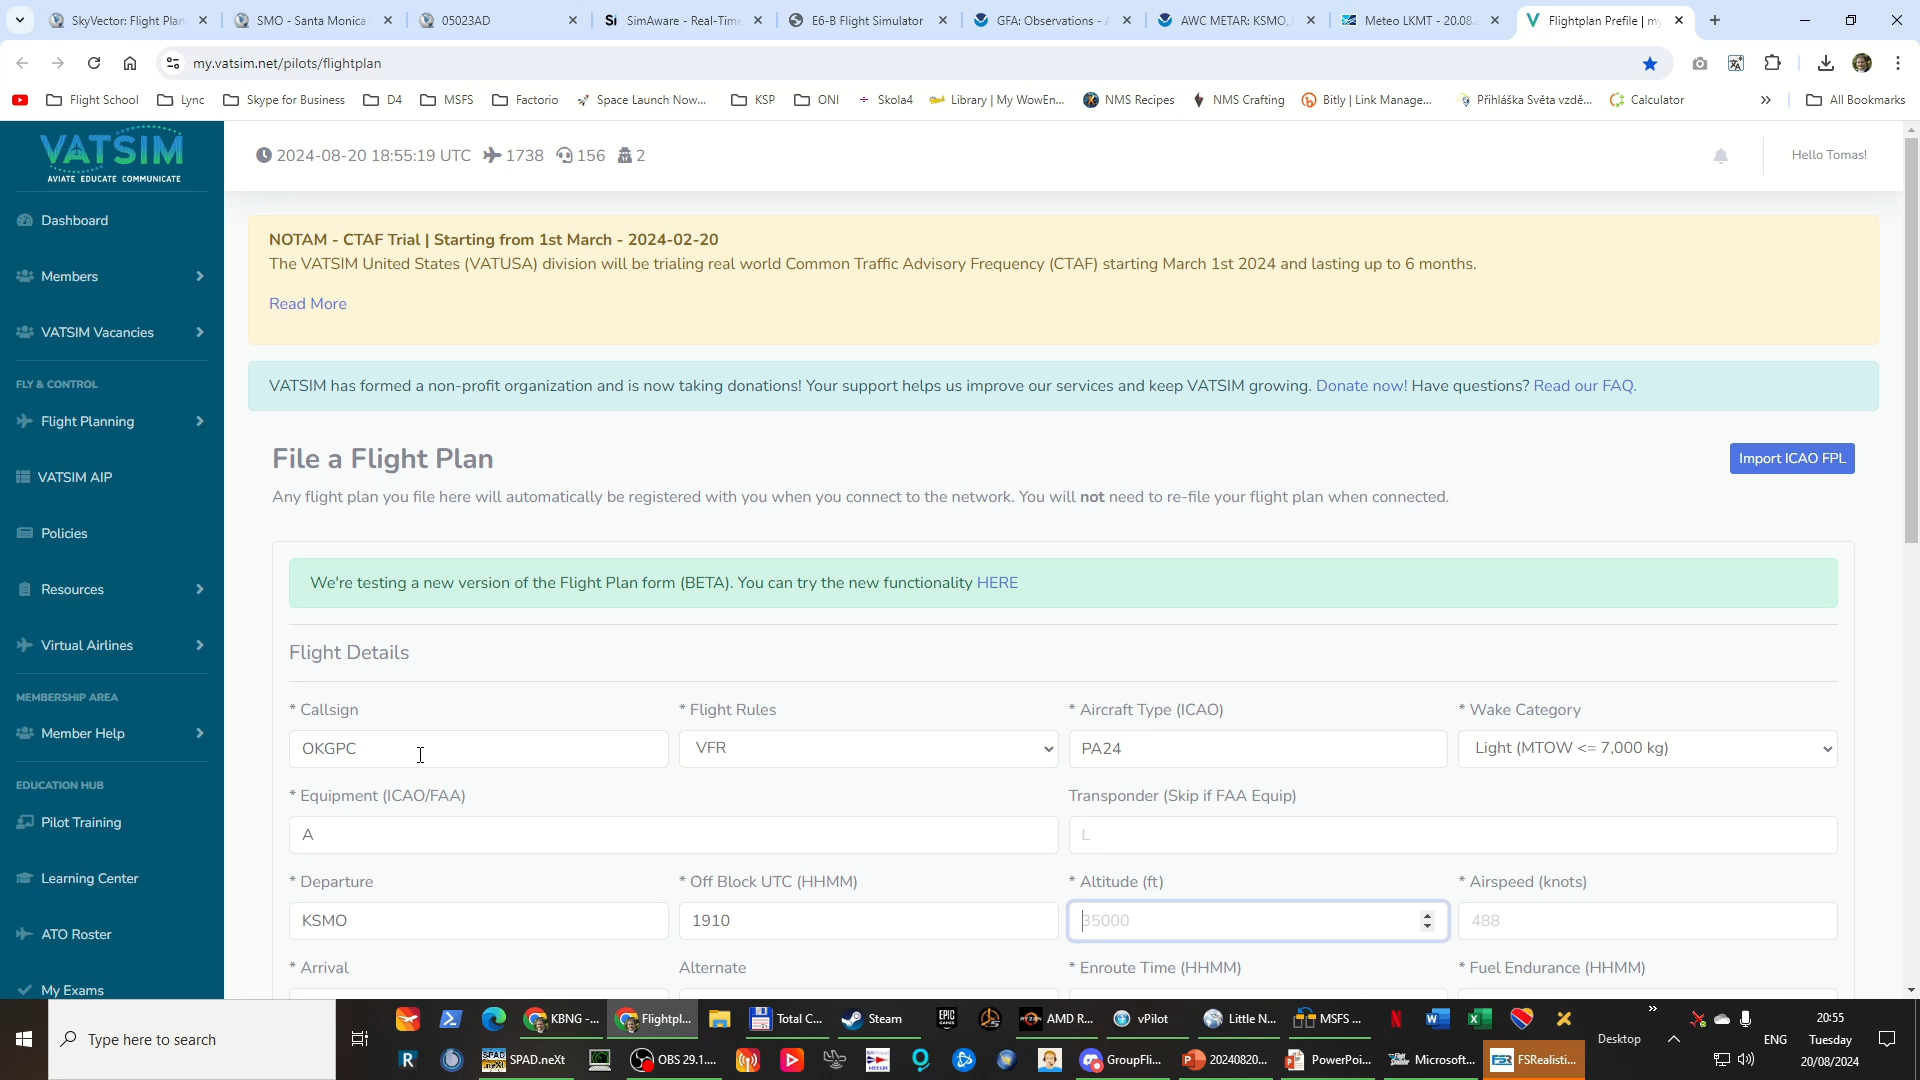 SkyVector: Flight Plan
SMO - Santa Monica
05023AD
SimAware - Real-Time
E6-B Flight Simulator
GFA: Observations - A
AWC METAR: KSMO,
Meteo LKMT - 20.08.
Flightplan Prefile | my
my.vatsim.net/pilots/flightplan
Flight School
Lync
Skype for Business
D4
MSFS
Factorio
Space Launch Now...
KSP
ONI
Skola4
Library | My WowEn...
NMS Recipes
NMS Crafting
Bitly | Link Manage...
Přihláška Světa vzdě...
Calculator
»
All Bookmarks
VATSIM
AVIATE EDUCATE COMMUNICATE
2024-08-20 18:55:19 UTC 1738 156 2
Hello Tomas!
Dashboard
Members
VATSIM Vacancies
FLY & CONTROL
Flight Planning
VATSIM AIP
Policies
Resources
Virtual Airlines
MEMBERSHIP AREA
Member Help
EDUCATION HUB
Pilot Training
Learning Center
ATO Roster
My Exams
NOTAM - CTAF Trial | Starting from 1st March - 2024-02-20
The VATSIM United States (VATUSA) division will be trialing real world Common Traffic Advisory Frequency (CTAF) starting March 1st 2024 and lasting up to 6 months.
Read More
VATSIM has formed a non-profit organization and is now taking donations! Your support helps us improve our services and keep VATSIM growing. Donate now! Have questions? Read our FAQ.
File a Flight Plan
Import ICAO FPL
Any flight plan you file here will automatically be registered with you when you connect to the network. You will not need to re-file your flight plan when connected.
We're testing a new version of the Flight Plan form (BETA). You can try the new functionality HERE
Flight Details
* Callsign
* Flight Rules
* Aircraft Type (ICAO)
* Wake Category
OKGPC
VFR
PA24
Light (MTOW <= 7,000 kg)
* Equipment (ICAO/FAA)
Transponder (Skip if FAA Equip)
A
L
* Departure
* Off Block UTC (HHMM)
* Altitude (ft)
* Airspeed (knots)
KSMO
1910
35000
488
* Arrival
Alternate
* Enroute Time (HHMM)
* Fuel Endurance (HHMM)
Type here to search
KBNG -...
Flightpl...
Total C...
Steam
EPIC GAMES
RYZEN
AMD R...
vPilot
Little N...
MSFS ...
SPAD.neXt
OBS 29.1....
GroupFli...
20240820...
PowerPoi...
Microsoft...
FSR
FSRealisti...
Desktop
»
ENG
20:55
Tuesday
20/08/2024